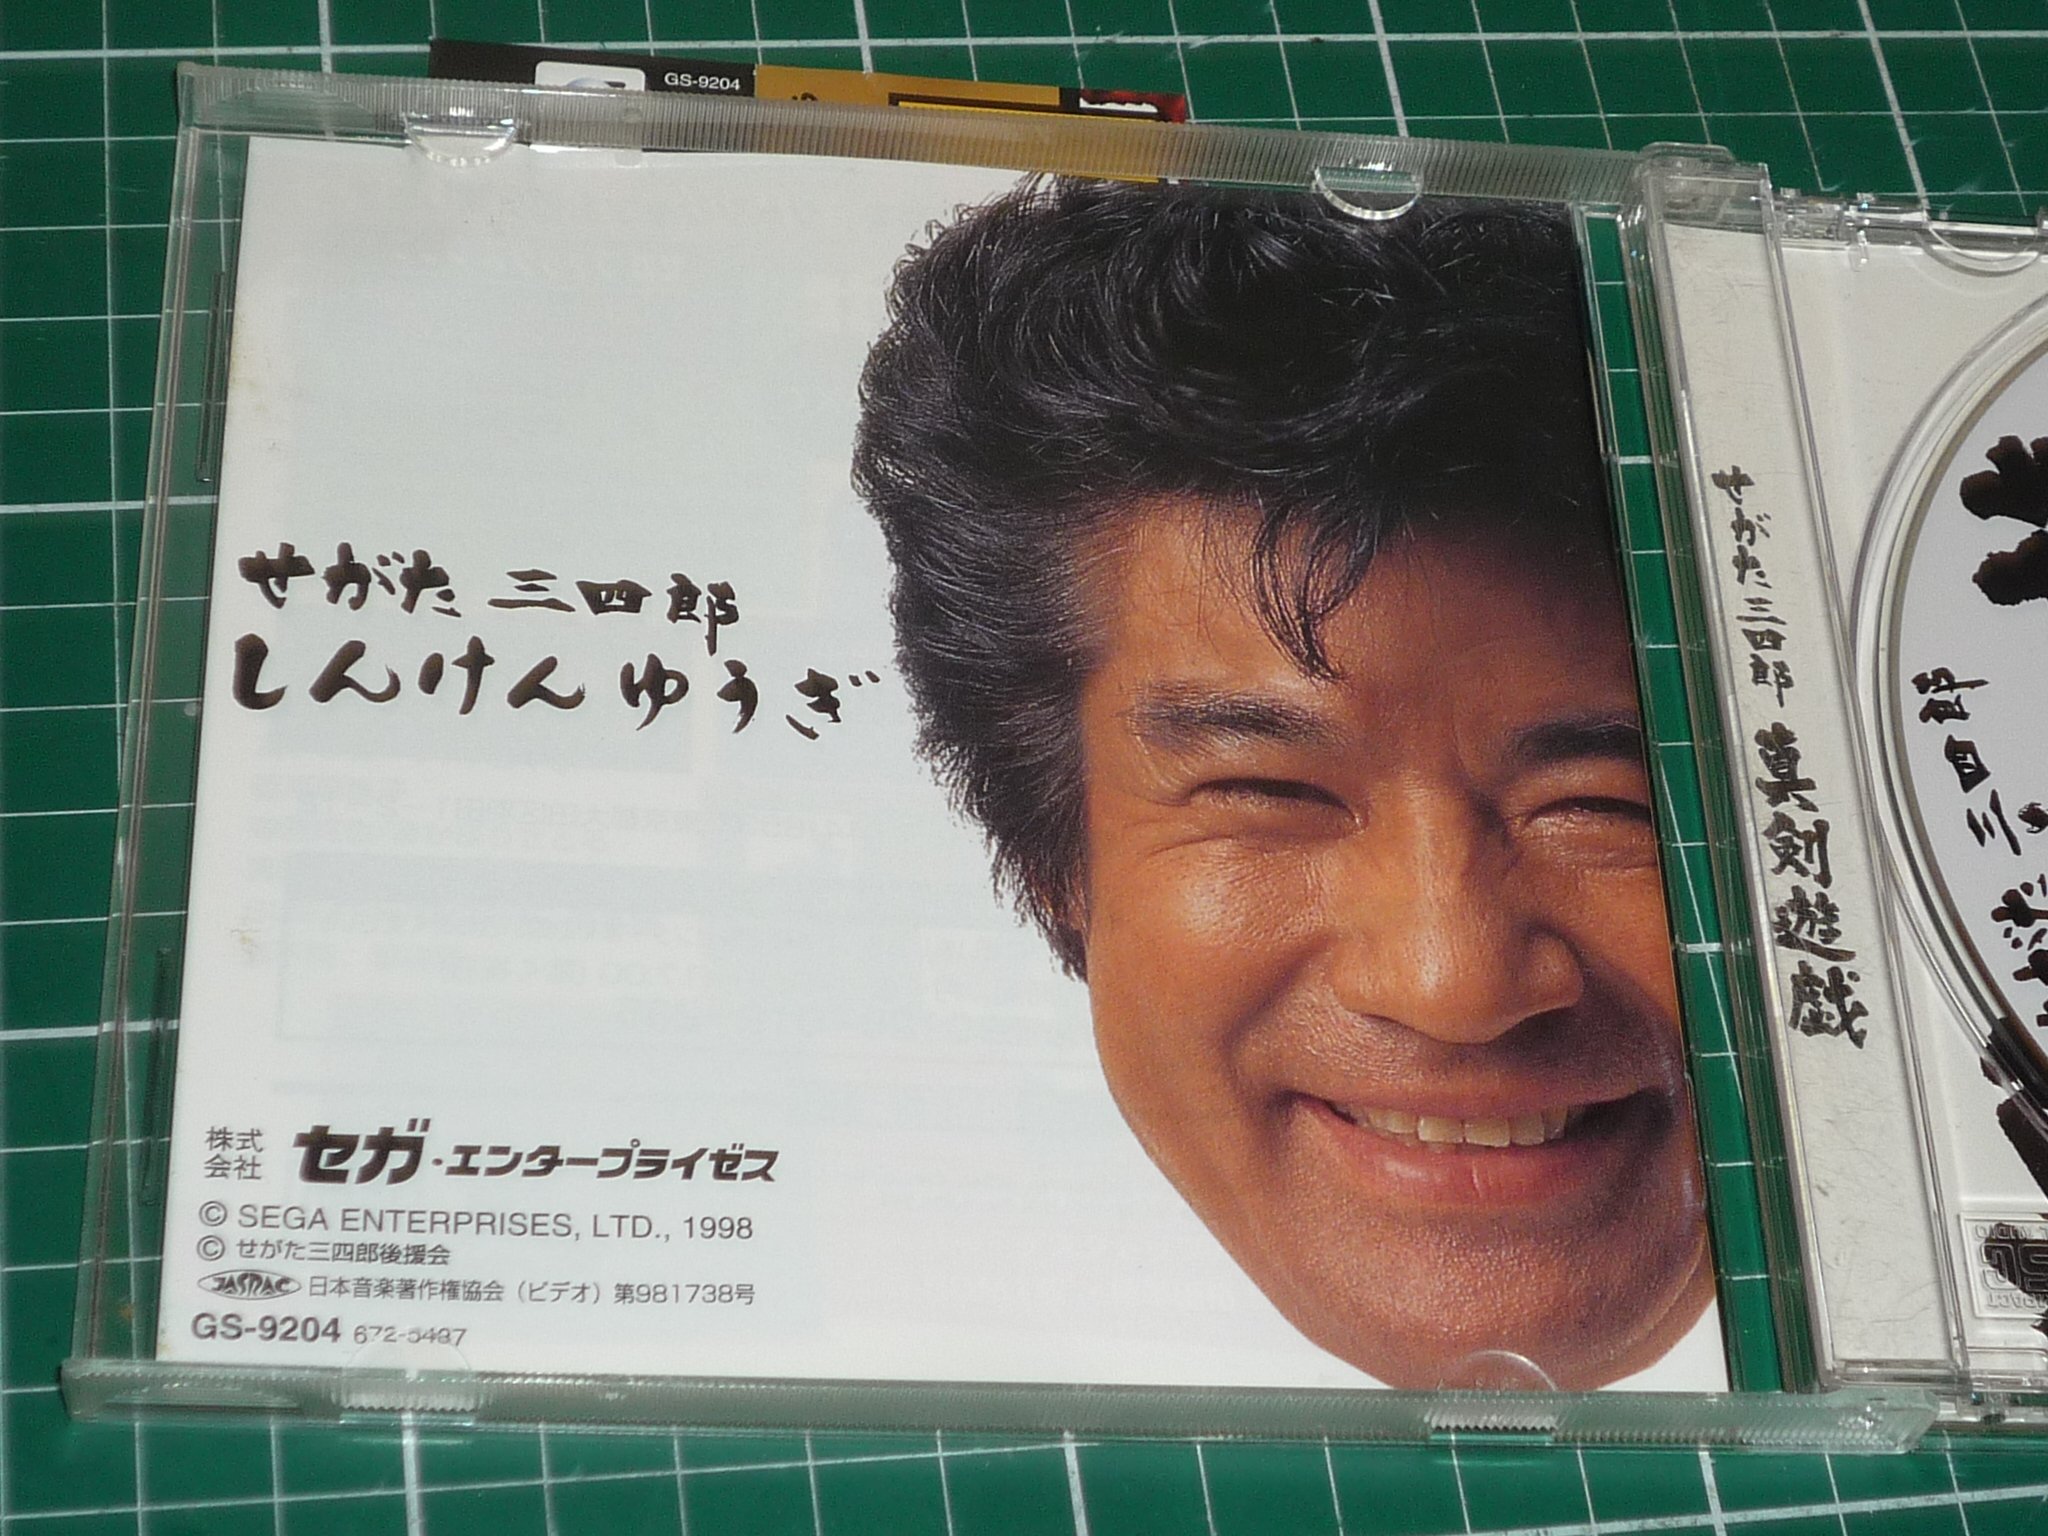 GS-9204
せがた三四郎
しんけんゆうぎ
株式会社 セガ・エンタープライゼス
© SEGA ENTERPRISES, LTD., 1998
© せがた三四郎後援会
JASRAC 日本音楽著作権協会（ビデオ）第981738号
GS-9204 672-5497
せがた三四郎 真剣遊戯
三四郎